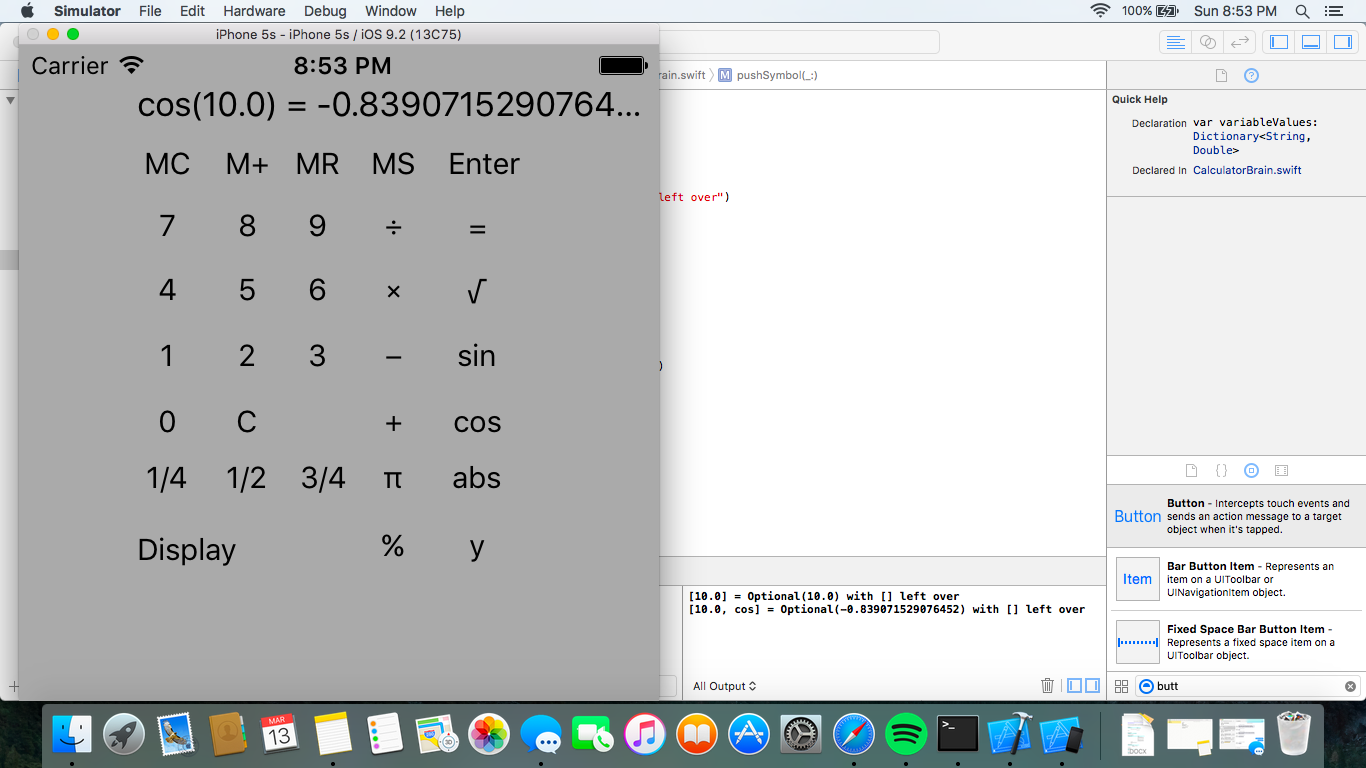 Simulator File Edit Hardware Debug Window Help 100% Sun 8:53 PM
iPhone 5s - iPhone 5s / iOS 9.2 (13C75)
Carrier 8:53 PM
cos(10.0) = -0.8390715290764...
MC M+ MR MS Enter
7 8 9 ÷ =
4 5 6 × √
1 2 3 − sin
0 C + cos
1/4 1/2 3/4 π abs
Display % y
rain.swift 〉 M pushSymbol(_:)
left over")
)
[10.0] = Optional(10.0) with [] left over
[10.0, cos] = Optional(-0.839071529076452) with [] left over
All Output
Quick Help
Declaration var variableValues:
Dictionary<String,
Double>
Declared In CalculatorBrain.swift
{}
Button
Button - Intercepts touch events and
sends an action message to a target
object when it's tapped.
Item
Bar Button Item - Represents an
item on a UIToolbar or
UINavigationItem object.
Fixed Space Bar Button Item -
Represents a fixed space item on a
UIToolbar object.
butt
MAR
13
3D
>_
.docx